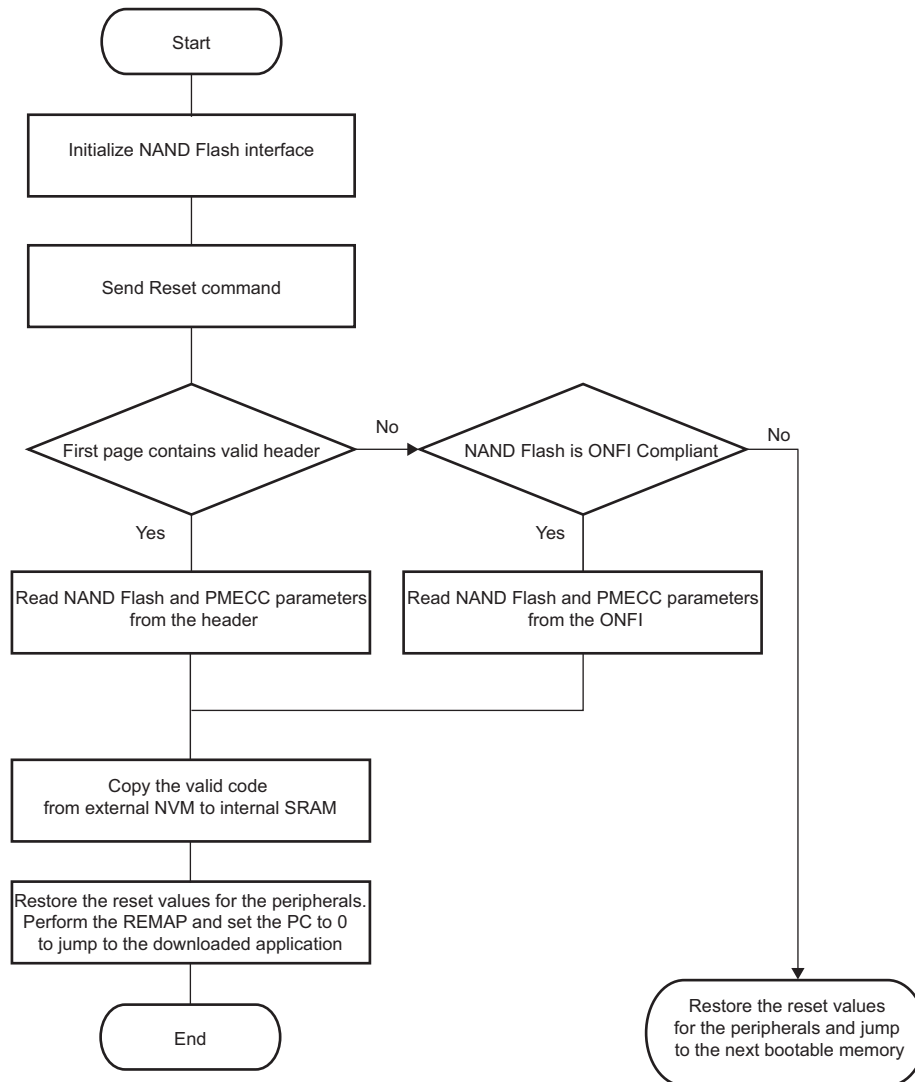 Start
Initialize NAND Flash interface
Send Reset command
First page contains valid header
No
NAND Flash is ONFI Compliant
No
Yes
Yes
Read NAND Flash and PMECC parameters
from the header
Read NAND Flash and PMECC parameters
from the ONFI
Copy the valid code
from external NVM to internal SRAM
Restore the reset values for the peripherals.
Perform the REMAP and set the PC to 0
to jump to the downloaded application
End
Restore the reset values
for the peripherals and jump
to the next bootable memory